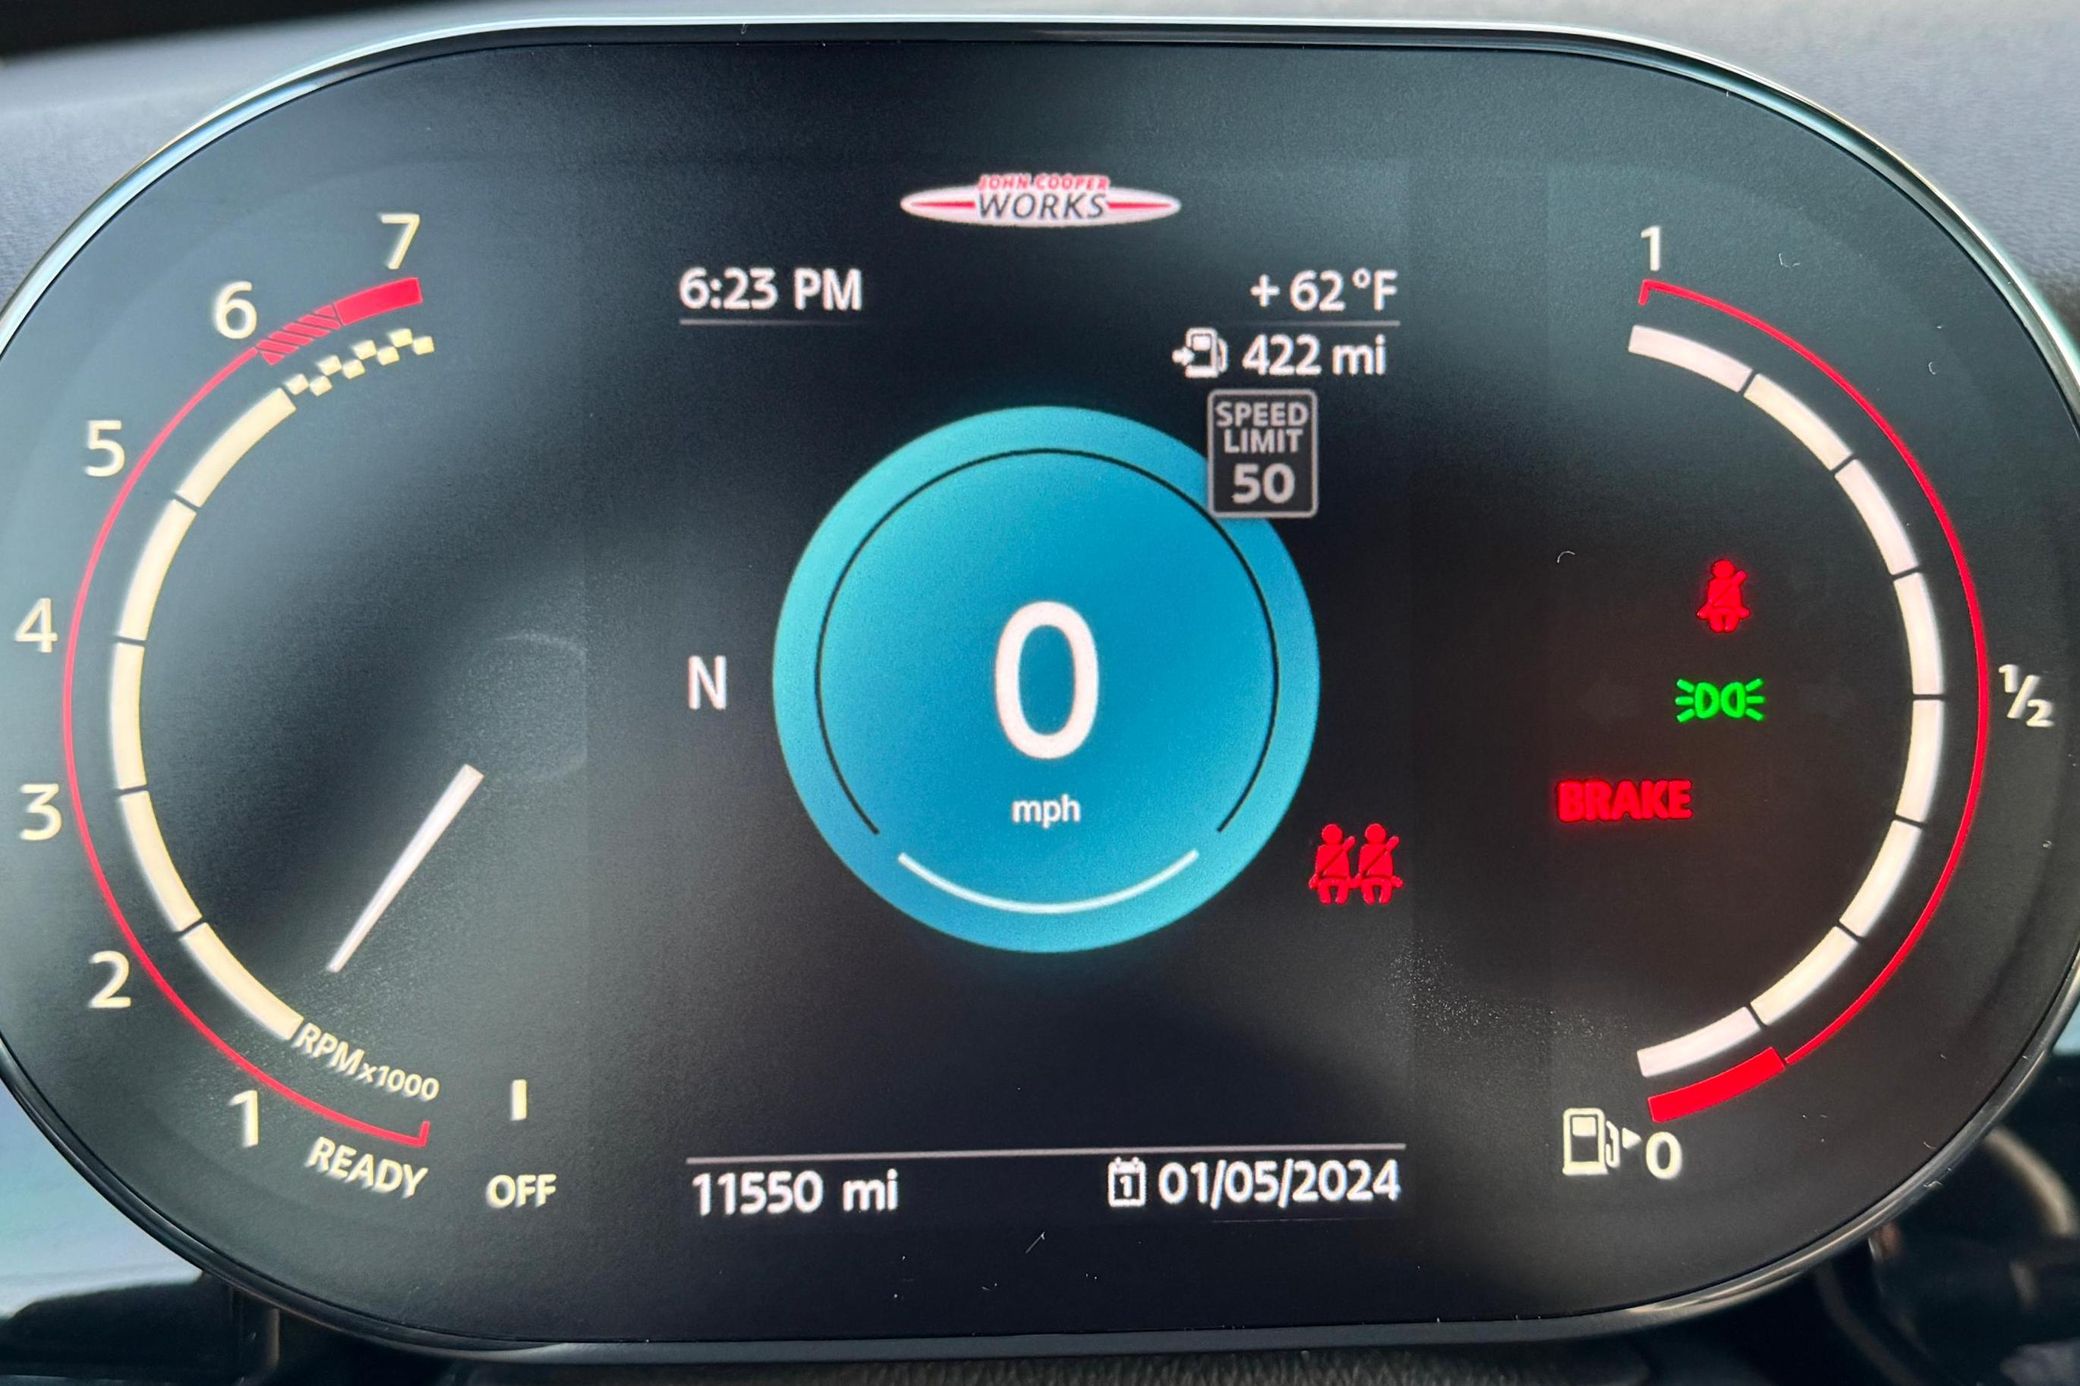 JOHN COOPER
WORKS
6:23 PM
+ 62 °F
422 mi
SPEED
LIMIT
50
7
6
5
4
3
2
1
RPMx1000
READY
OFF
N
0
mph
BRAKE
1
1/2
0
11550 mi
1 01/05/2024